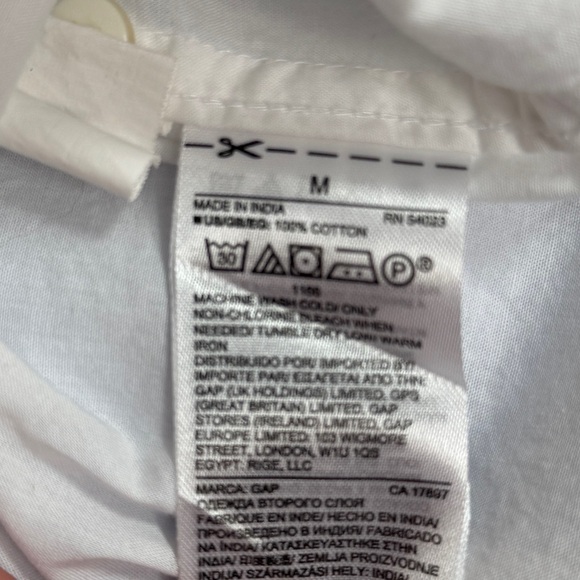 M
MADE IN INDIA RN 54023
■ US/GB/EG: 100% COTTON
30 P ®
1166
MACHINE WASH COLD/ ONLY
NON-CHLORINE BLEACH WHEN
NEEDED/ TUMBLE DRY LOW/ WARM
IRON
DISTRIBUIDO POR/ IMPORTED BY/
IMPORTE PAR/ ΕΙΣΑΓΕΤΑΙ ΑΠΟ ΤΗΝ:
GAP (UK HOLDINGS) LIMITED, GPS
(GREAT BRITAIN) LIMITED, GAP
STORES (IRELAND) LIMITED, GAP
EUROPE LIMITED: 103 WIGMORE
STREET, LONDON, W1U 1QS
EGYPT: RIGE, LLC
MARCA: GAP CA 17897
ОДЕЖДА ВТОРОГО СЛОЯ
FABRIQUE EN INDE/ HECHO EN INDIA/
ПРОИЗВЕДЕНО В ИНДИЯ/ FABRICADO
NA ÍNDIA/ ΚΑΤΑΣΚΕΥΑΣΤΗΚΕ ΣΤΗΝ
ΙΝΔΙΑ/ ZEMLJA PROIZVODNJE
INDIJA/ SZÁRMAZÁSI HELY: INDIA/